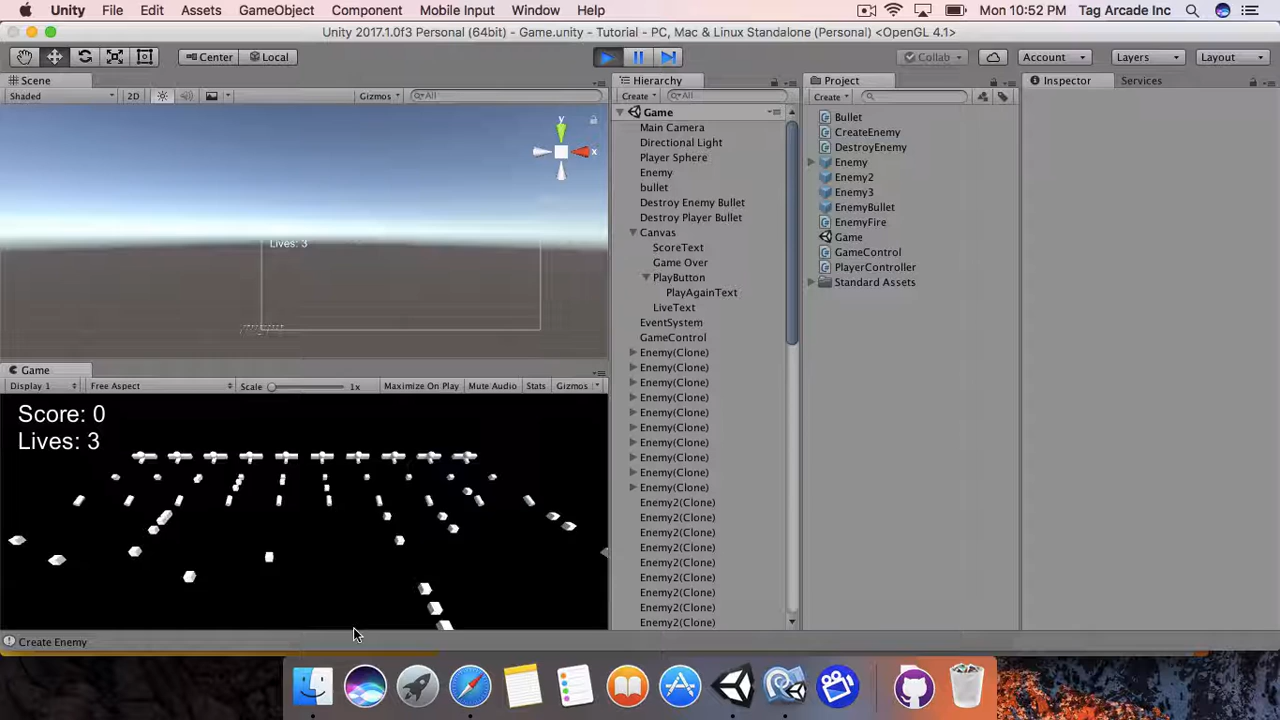 Unity File Edit Assets GameObject Component Mobile Input Window Help Mon 10:52 PM Tag Arcade Inc
Unity 2017.1.0f3 Personal (64bit) - Game.unity - Tutorial - PC, Mac & Linux Standalone (Personal) <OpenGL 4.1>
Center Local Collab Account Layers Layout
Scene
Shaded 2D Gizmos All
Lives: 3
Game
Display 1 Free Aspect Scale 1x Maximize On Play Mute Audio Stats Gizmos
Score: 0
Lives: 3
Create Enemy
Hierarchy
Create All
Game
Main Camera
Directional Light
Player Sphere
Enemy
bullet
Destroy Enemy Bullet
Destroy Player Bullet
Canvas
ScoreText
Game Over
PlayButton
PlayAgainText
LiveText
EventSystem
GameControl
Enemy(Clone)
Enemy(Clone)
Enemy(Clone)
Enemy(Clone)
Enemy(Clone)
Enemy(Clone)
Enemy(Clone)
Enemy(Clone)
Enemy(Clone)
Enemy(Clone)
Enemy2(Clone)
Enemy2(Clone)
Enemy2(Clone)
Enemy2(Clone)
Enemy2(Clone)
Enemy2(Clone)
Enemy2(Clone)
Enemy2(Clone)
Enemy2(Clone)
Project
Create
Bullet
CreateEnemy
DestroyEnemy
Enemy
Enemy2
Enemy3
EnemyBullet
EnemyFire
Game
GameControl
PlayerController
Standard Assets
Inspector Services